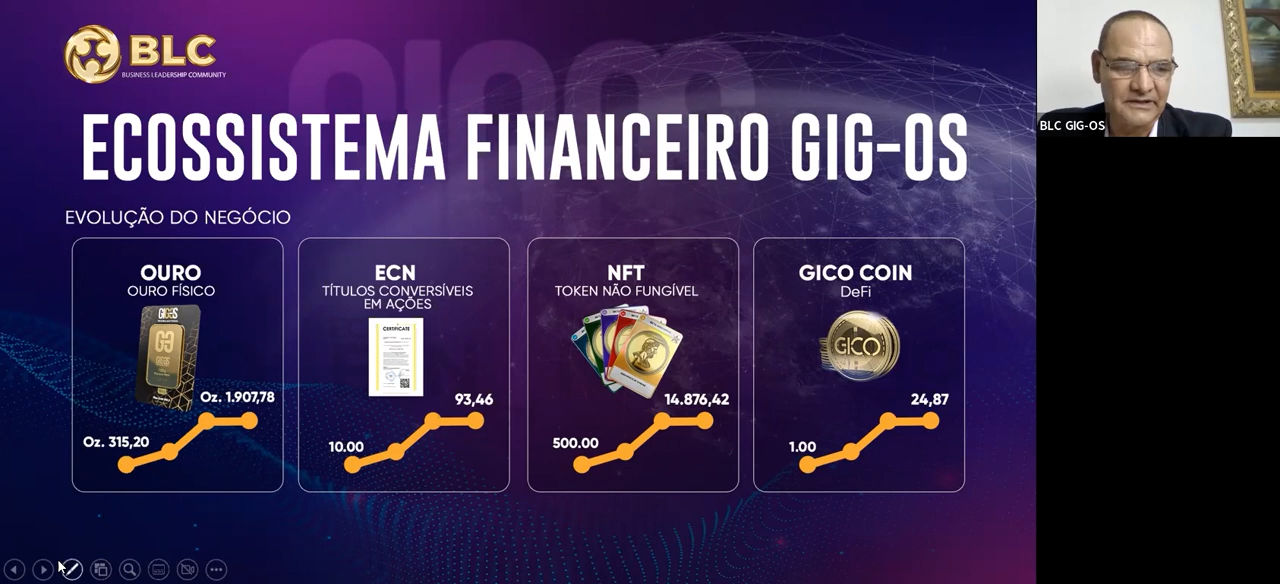 BLC
BUSINESS LEADERSHIP COMMUNITY
ECOSSISTEMA FINANCEIRO GIG-OS
EVOLUÇÃO DO NEGÓCIO
OURO
OURO FÍSICO
Oz. 315,20
Oz. 1.907,78
ECN
TÍTULOS CONVERSÍVEIS
EM AÇÕES
CERTIFICATE
10.00
93,46
NFT
TOKEN NÃO FUNGÍVEL
500.00
14.876,42
GICO COIN
DeFi
GICO
1.00
24,87
BLC GIG-OS